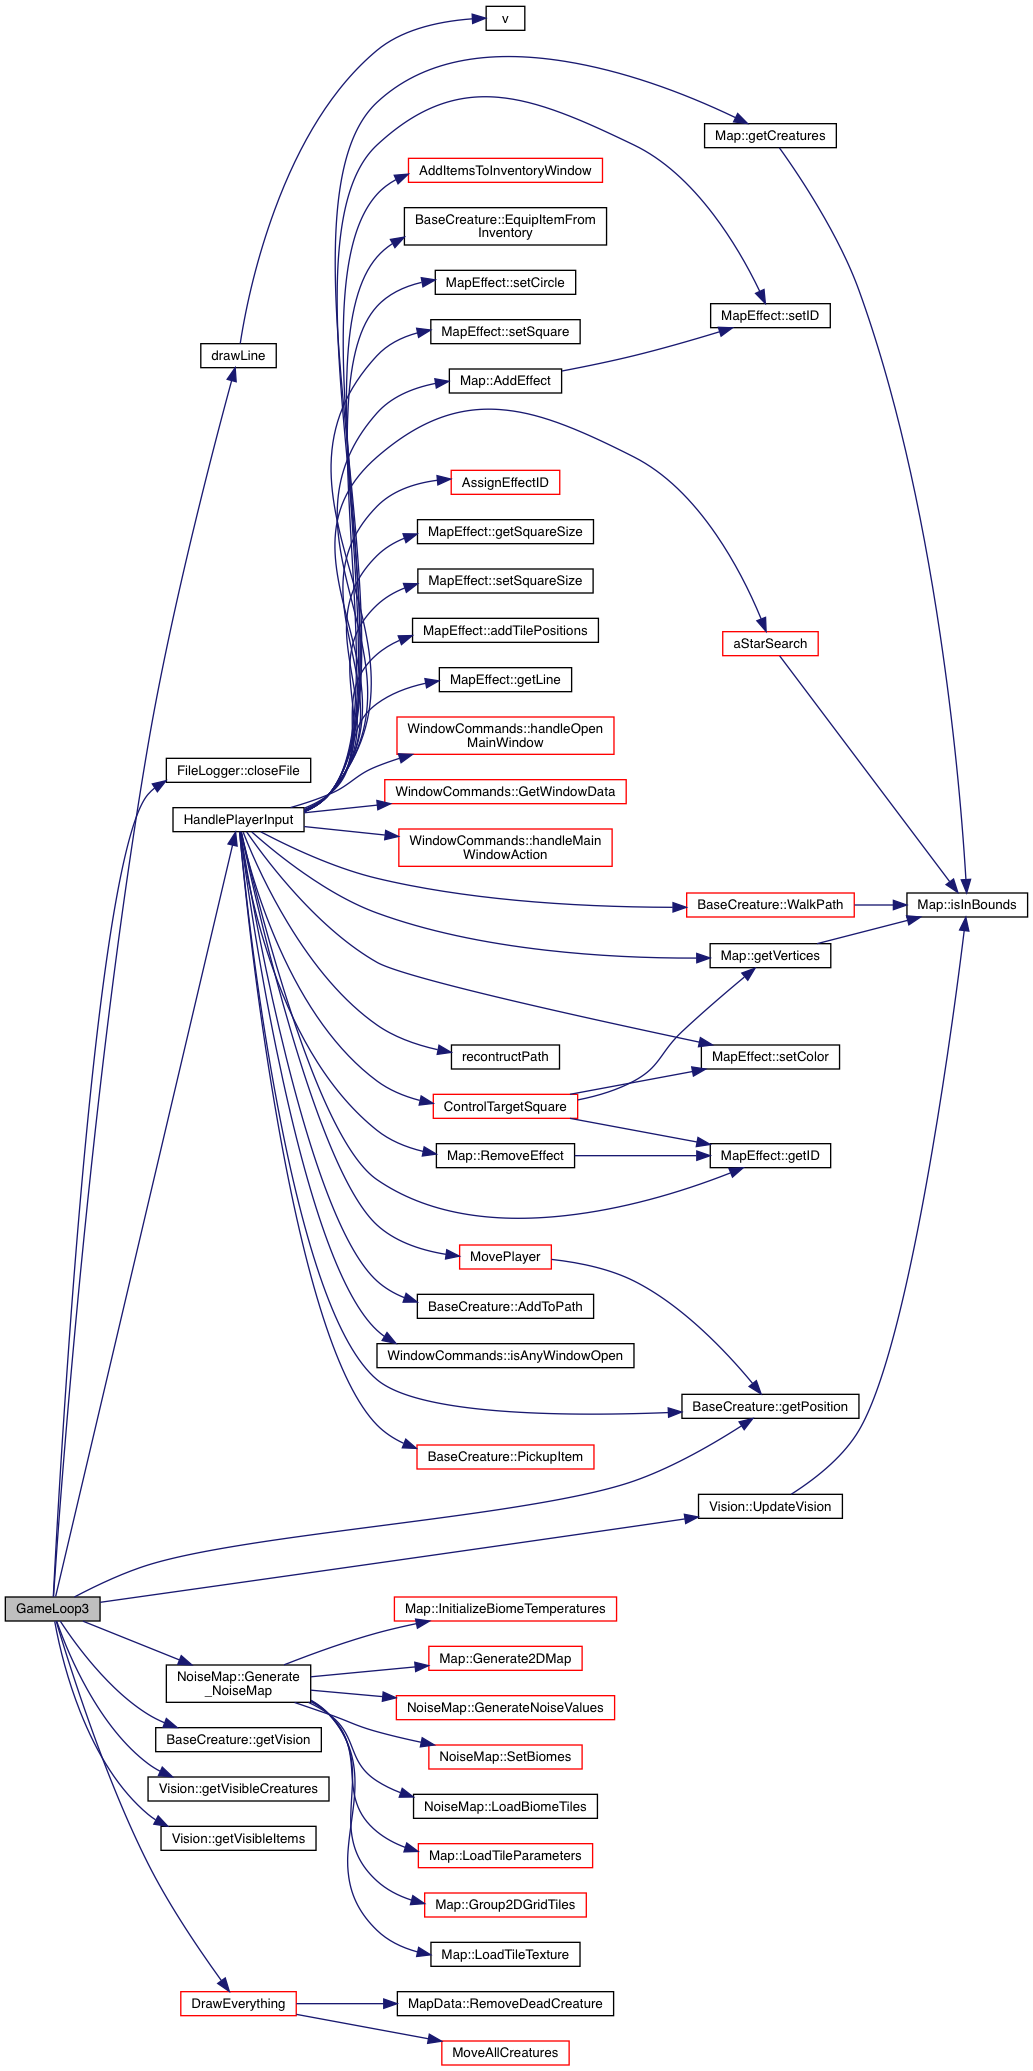 v
Map::getCreatures
AddItemsToInventoryWindow
BaseCreature::EquipItemFrom
Inventory
MapEffect::setCircle
MapEffect::setID
MapEffect::setSquare
drawLine
Map::AddEffect
AssignEffectID
MapEffect::getSquareSize
MapEffect::setSquareSize
MapEffect::addTilePositions
aStarSearch
MapEffect::getLine
WindowCommands::handleOpen
MainWindow
FileLogger::closeFile
WindowCommands::GetWindowData
HandlePlayerInput
WindowCommands::handleMain
WindowAction
BaseCreature::WalkPath
Map::isInBounds
Map::getVertices
recontructPath
MapEffect::setColor
ControlTargetSquare
Map::RemoveEffect
MapEffect::getID
MovePlayer
BaseCreature::AddToPath
WindowCommands::isAnyWindowOpen
BaseCreature::getPosition
BaseCreature::PickupItem
Vision::UpdateVision
GameLoop3
Map::InitializeBiomeTemperatures
Map::Generate2DMap
NoiseMap::Generate
_NoiseMap
NoiseMap::GenerateNoiseValues
BaseCreature::getVision
NoiseMap::SetBiomes
Vision::getVisibleCreatures
NoiseMap::LoadBiomeTiles
Vision::getVisibleItems
Map::LoadTileParameters
Map::Group2DGridTiles
Map::LoadTileTexture
DrawEverything
MapData::RemoveDeadCreature
MoveAllCreatures